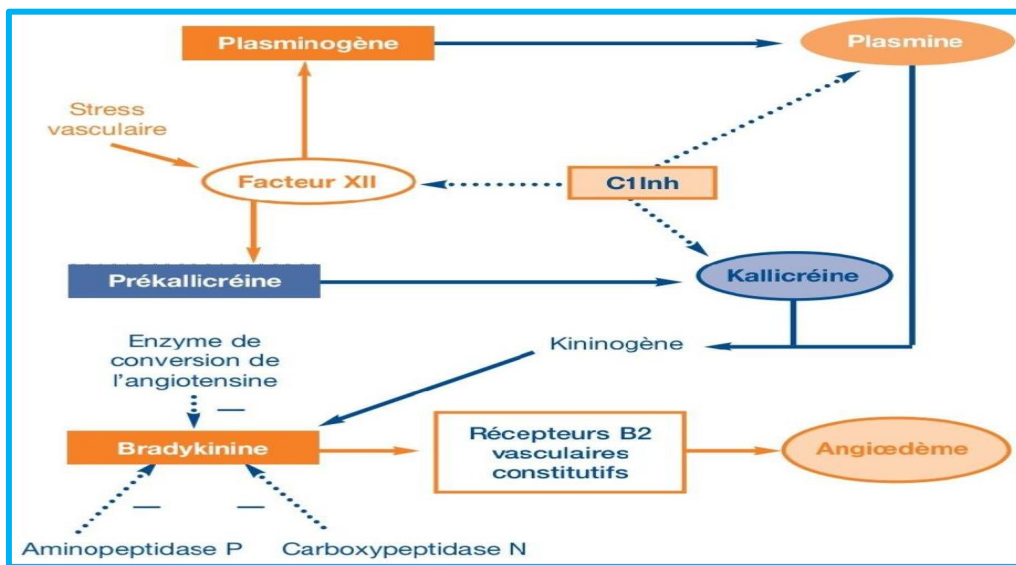 Plasminogène
Plasmine
Stress
vasculaire
Facteur XII
C1Inh
Prékallicréine
Kallicréine
Enzyme de
conversion de
l'angiotensine
Kininogène
—
Bradykinine
Récepteurs B2
vasculaires
constitutifs
Angiœdème
— —
Aminopeptidase P Carboxypeptidase N